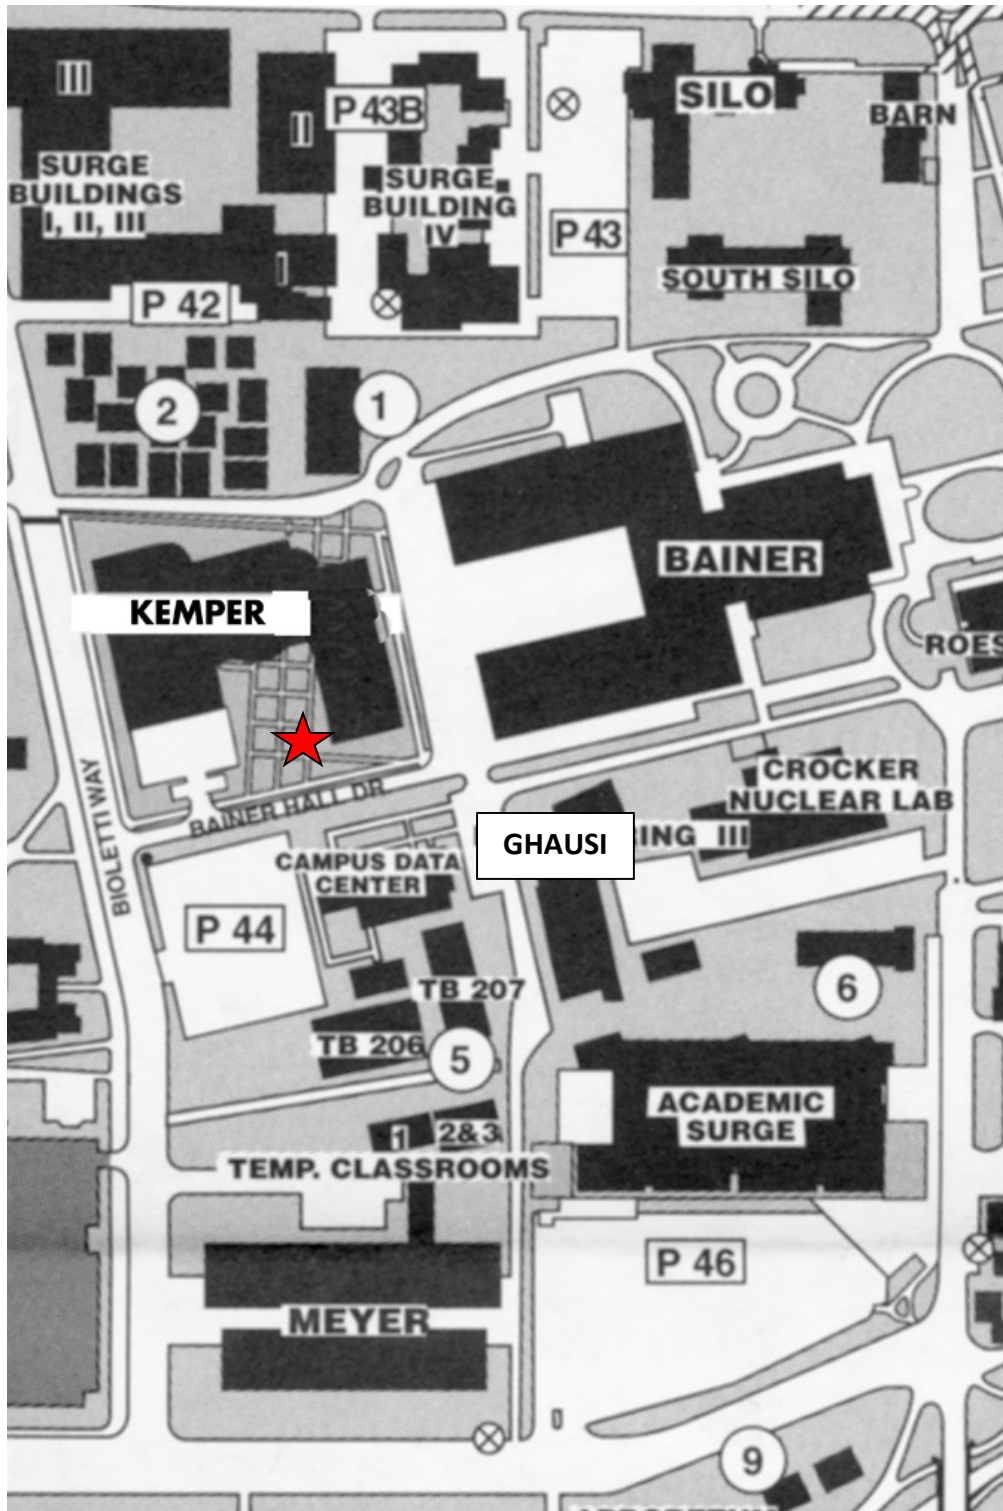 III
II
P 43B
SILO
BARN
SURGE
BUILDINGS
I, II, III
SURGE
BUILDING
IV
P 43
I
SOUTH SILO
P 42
2
1
BAINER
KEMPER
ROES
BIOLETTI WAY
BAINER HALL DR.
CROCKER
NUCLEAR LAB
GHAUSI
RING III
CAMPUS DATA
CENTER
P 44
TB 207
6
TB 206
5
ACADEMIC
SURGE
1
2&3
TEMP. CLASSROOMS
P 46
MEYER
9